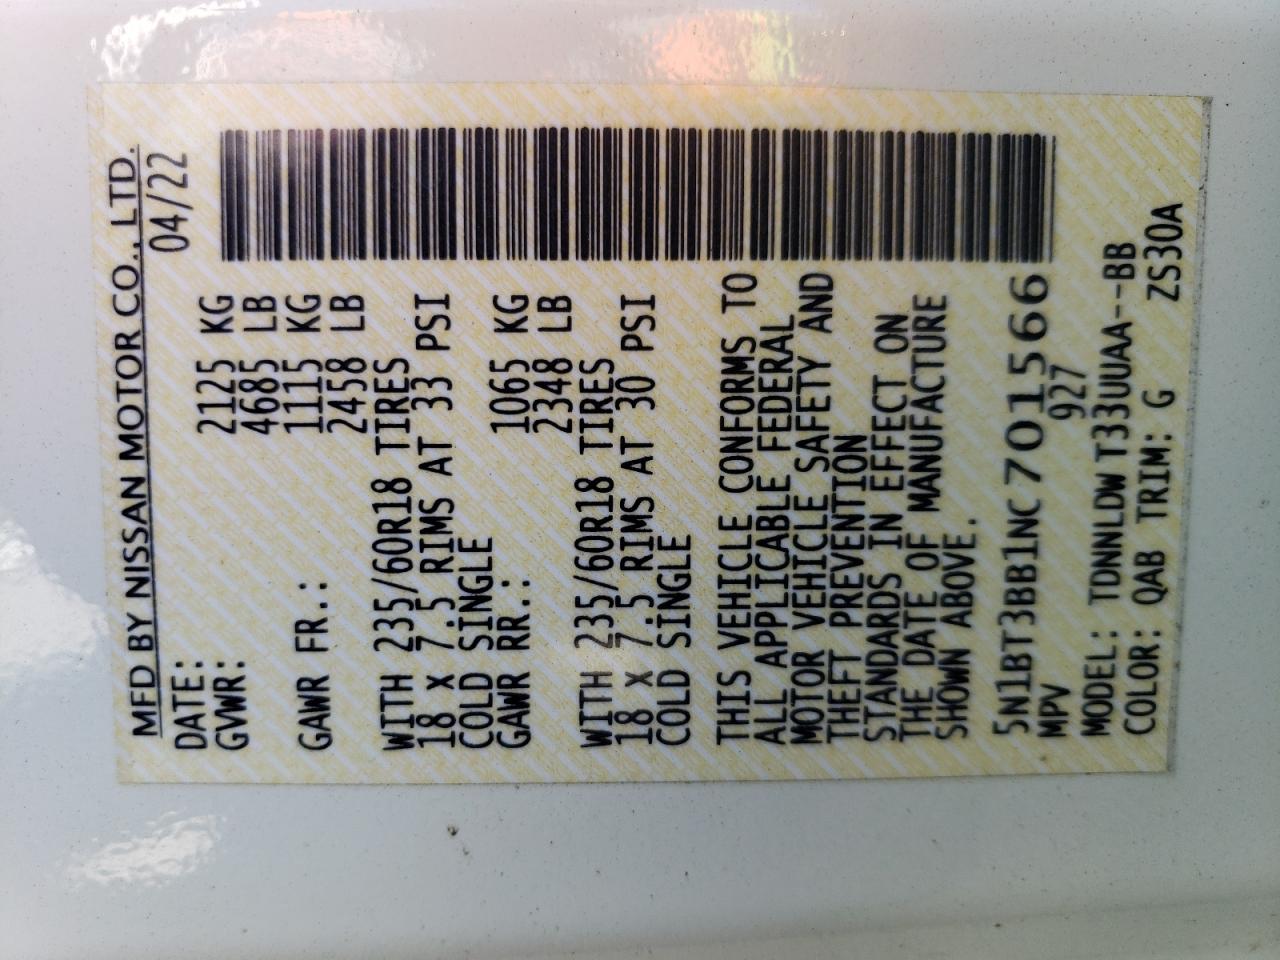 MFD BY NISSAN MOTOR CO., LTD.
DATE: 04/22
GVWR: 2125 KG
4685 LB
GAWR FR.: 1115 KG
2458 LB
WITH 235/60R18 TIRES
18 X 7.5 RIMS AT 33 PSI
COLD SINGLE
GAWR RR.: 1065 KG
2348 LB
WITH 235/60R18 TIRES
18 X 7.5 RIMS AT 30 PSI
COLD SINGLE
THIS VEHICLE CONFORMS TO
ALL APPLICABLE FEDERAL
MOTOR VEHICLE SAFETY AND
THEFT PREVENTION
STANDARDS IN EFFECT ON
THE DATE OF MANUFACTURE
SHOWN ABOVE.
5N1BT3BB1NC701566
MPV 927
MODEL: TDNNLDW T33UUAA--BB
COLOR: QAB TRIM: G ZS30A